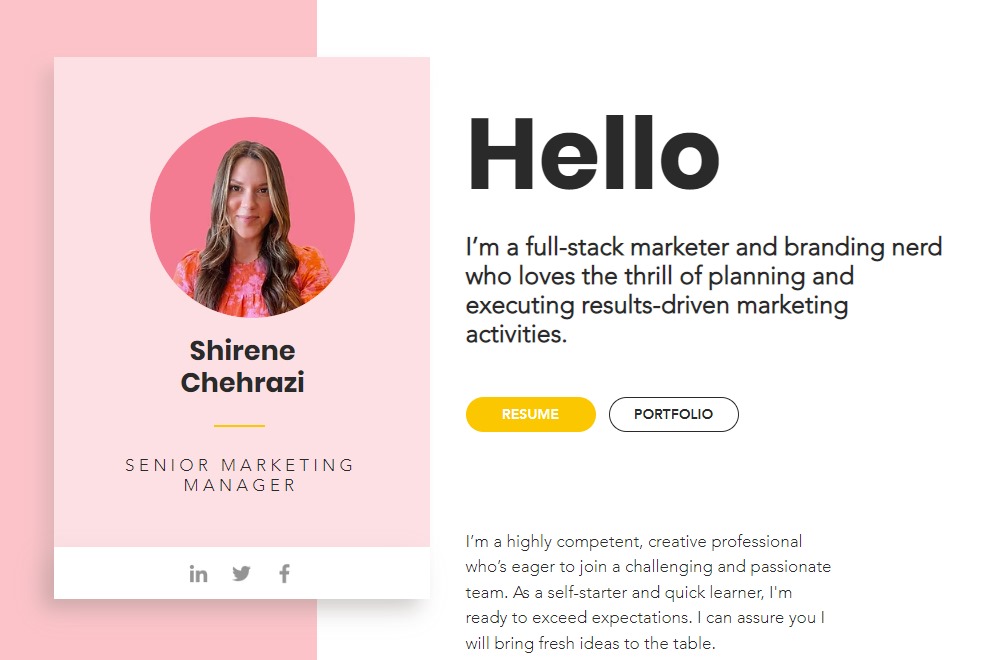 Hello
I’m a full-stack marketer and branding nerd
who loves the thrill of planning and
executing results-driven marketing
activities.
RESUME
PORTFOLIO
Shirene
Chehrazi
SENIOR MARKETING
MANAGER
in
I’m a highly competent, creative professional
who’s eager to join a challenging and passionate
team. As a self-starter and quick learner, I'm
ready to exceed expectations. I can assure you I
will bring fresh ideas to the table.